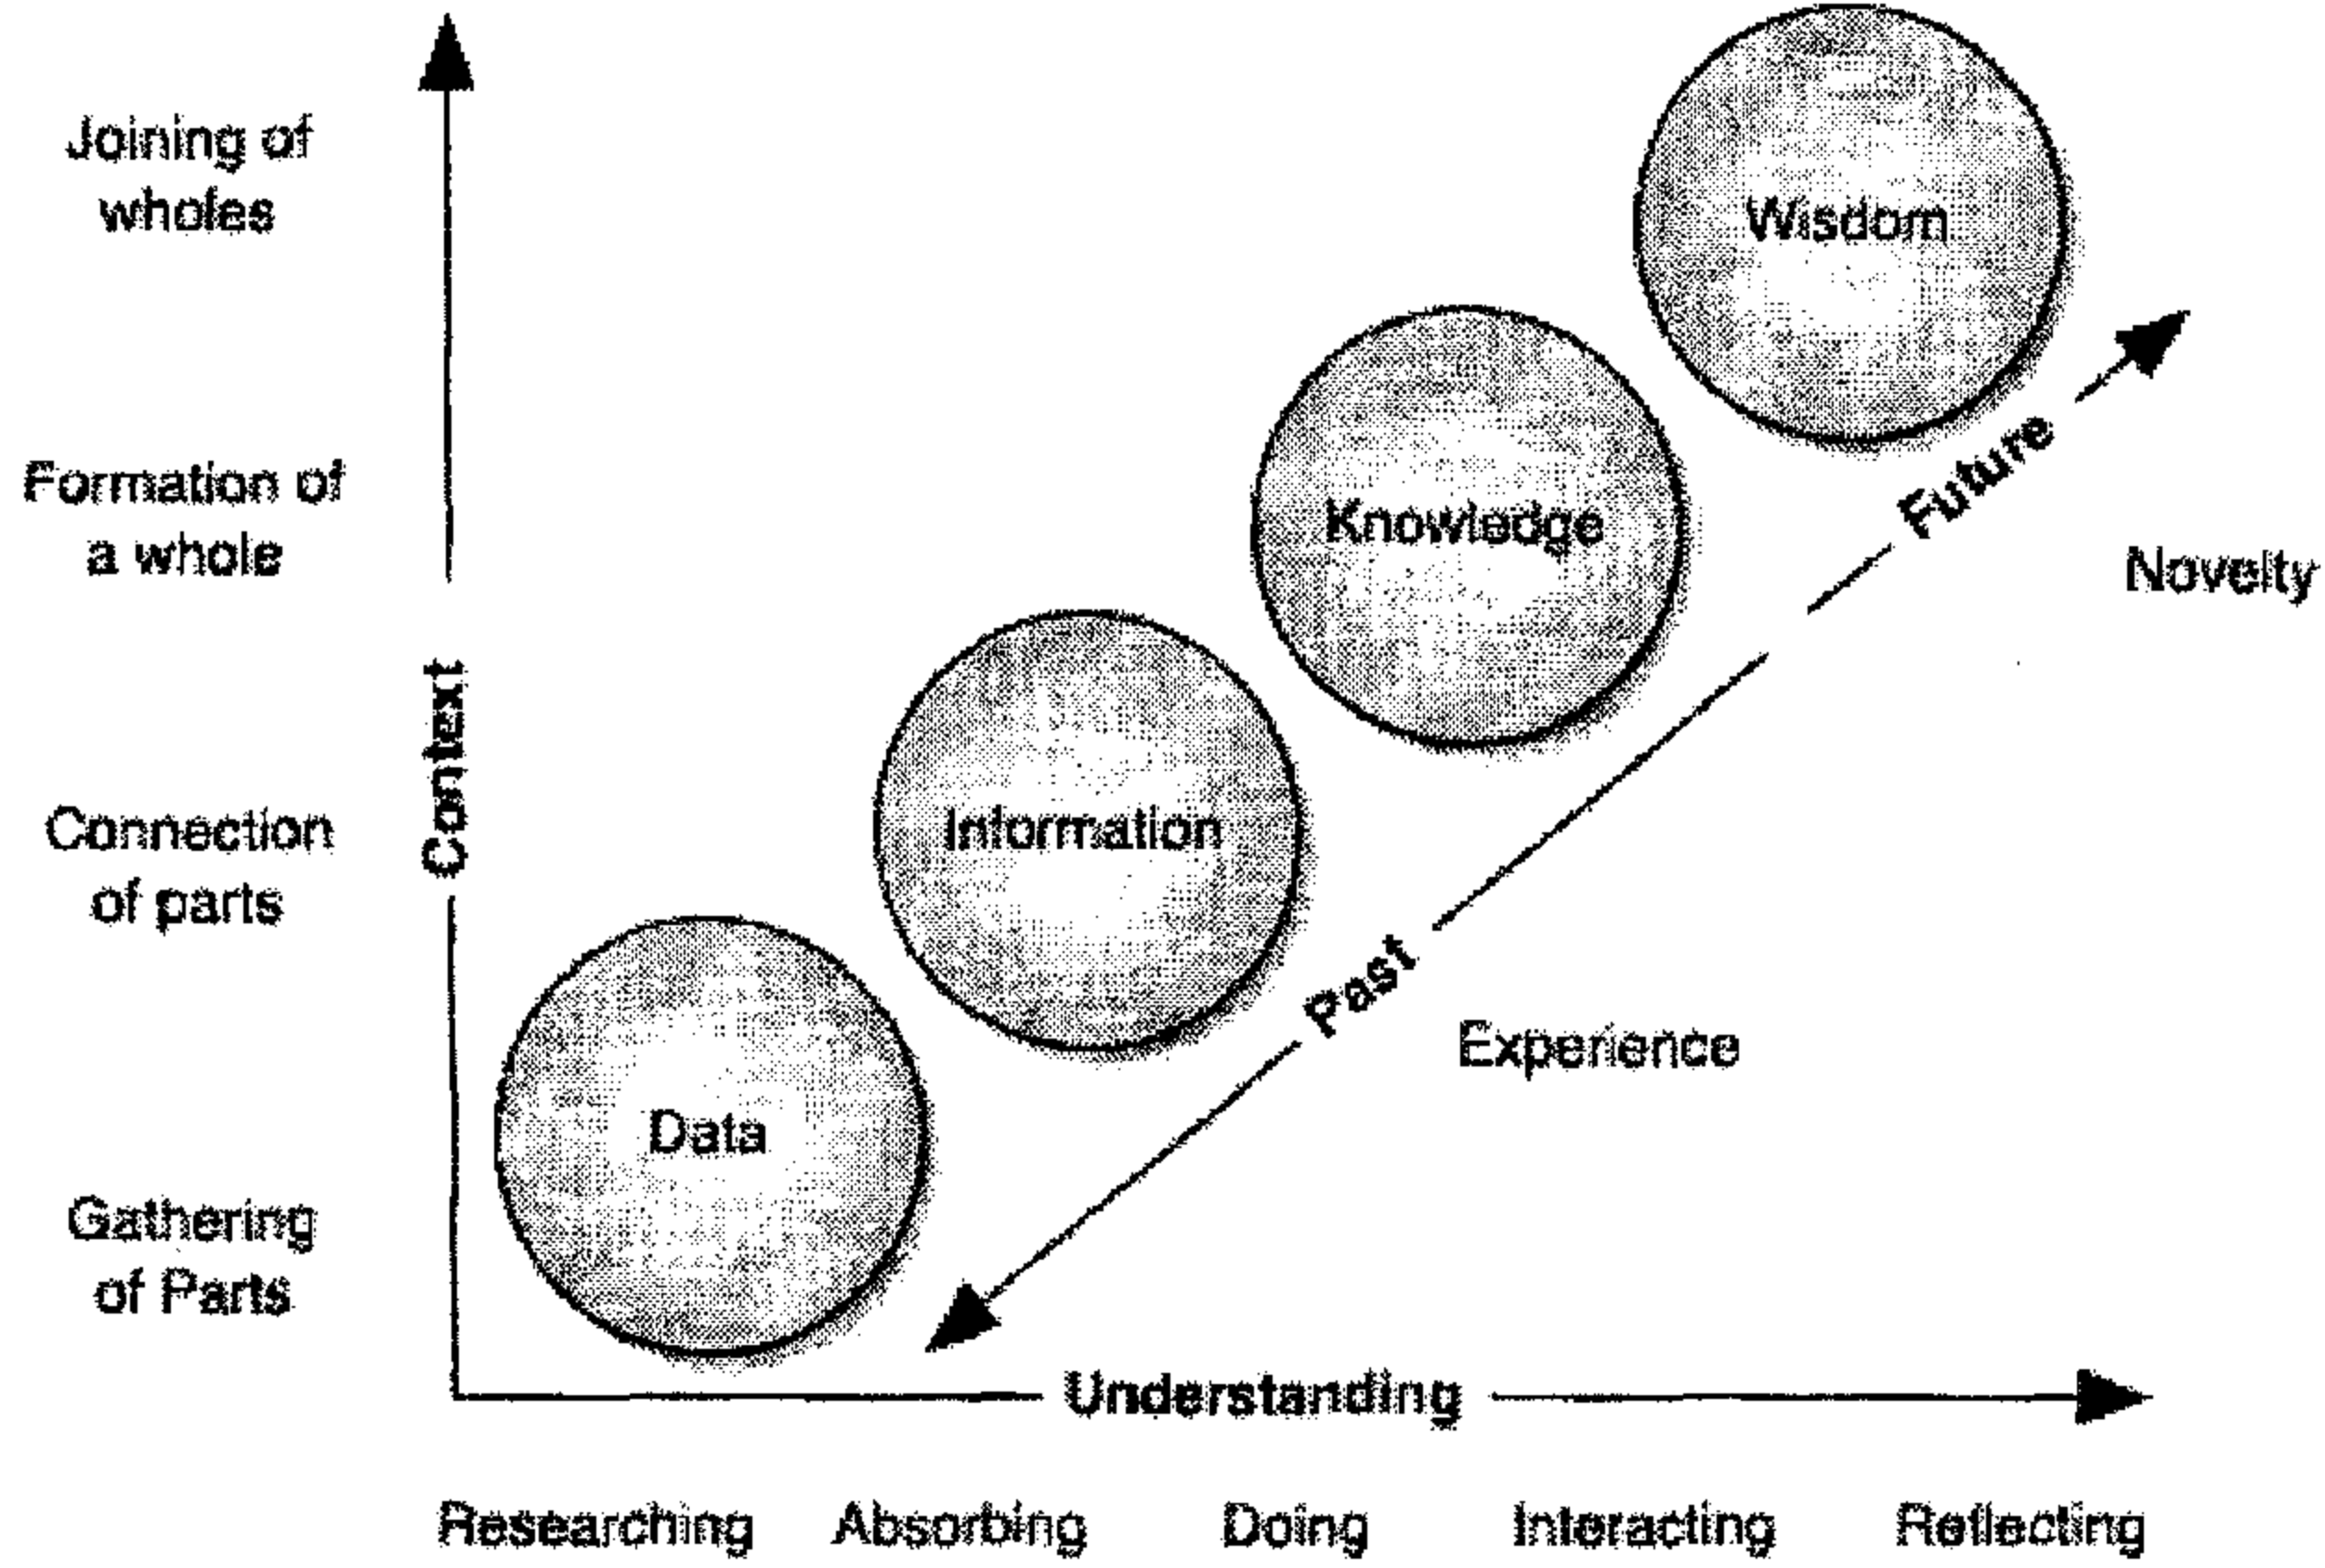 Joining of
wholes
Wisdom
Future
Formation of
a whole
Knowledge
Novelty
Context
Connection
of parts
Information
Past
Experience
Data
Gathering
of Parts
Understanding
Researching Absorbing Doing Interacting Reflecting